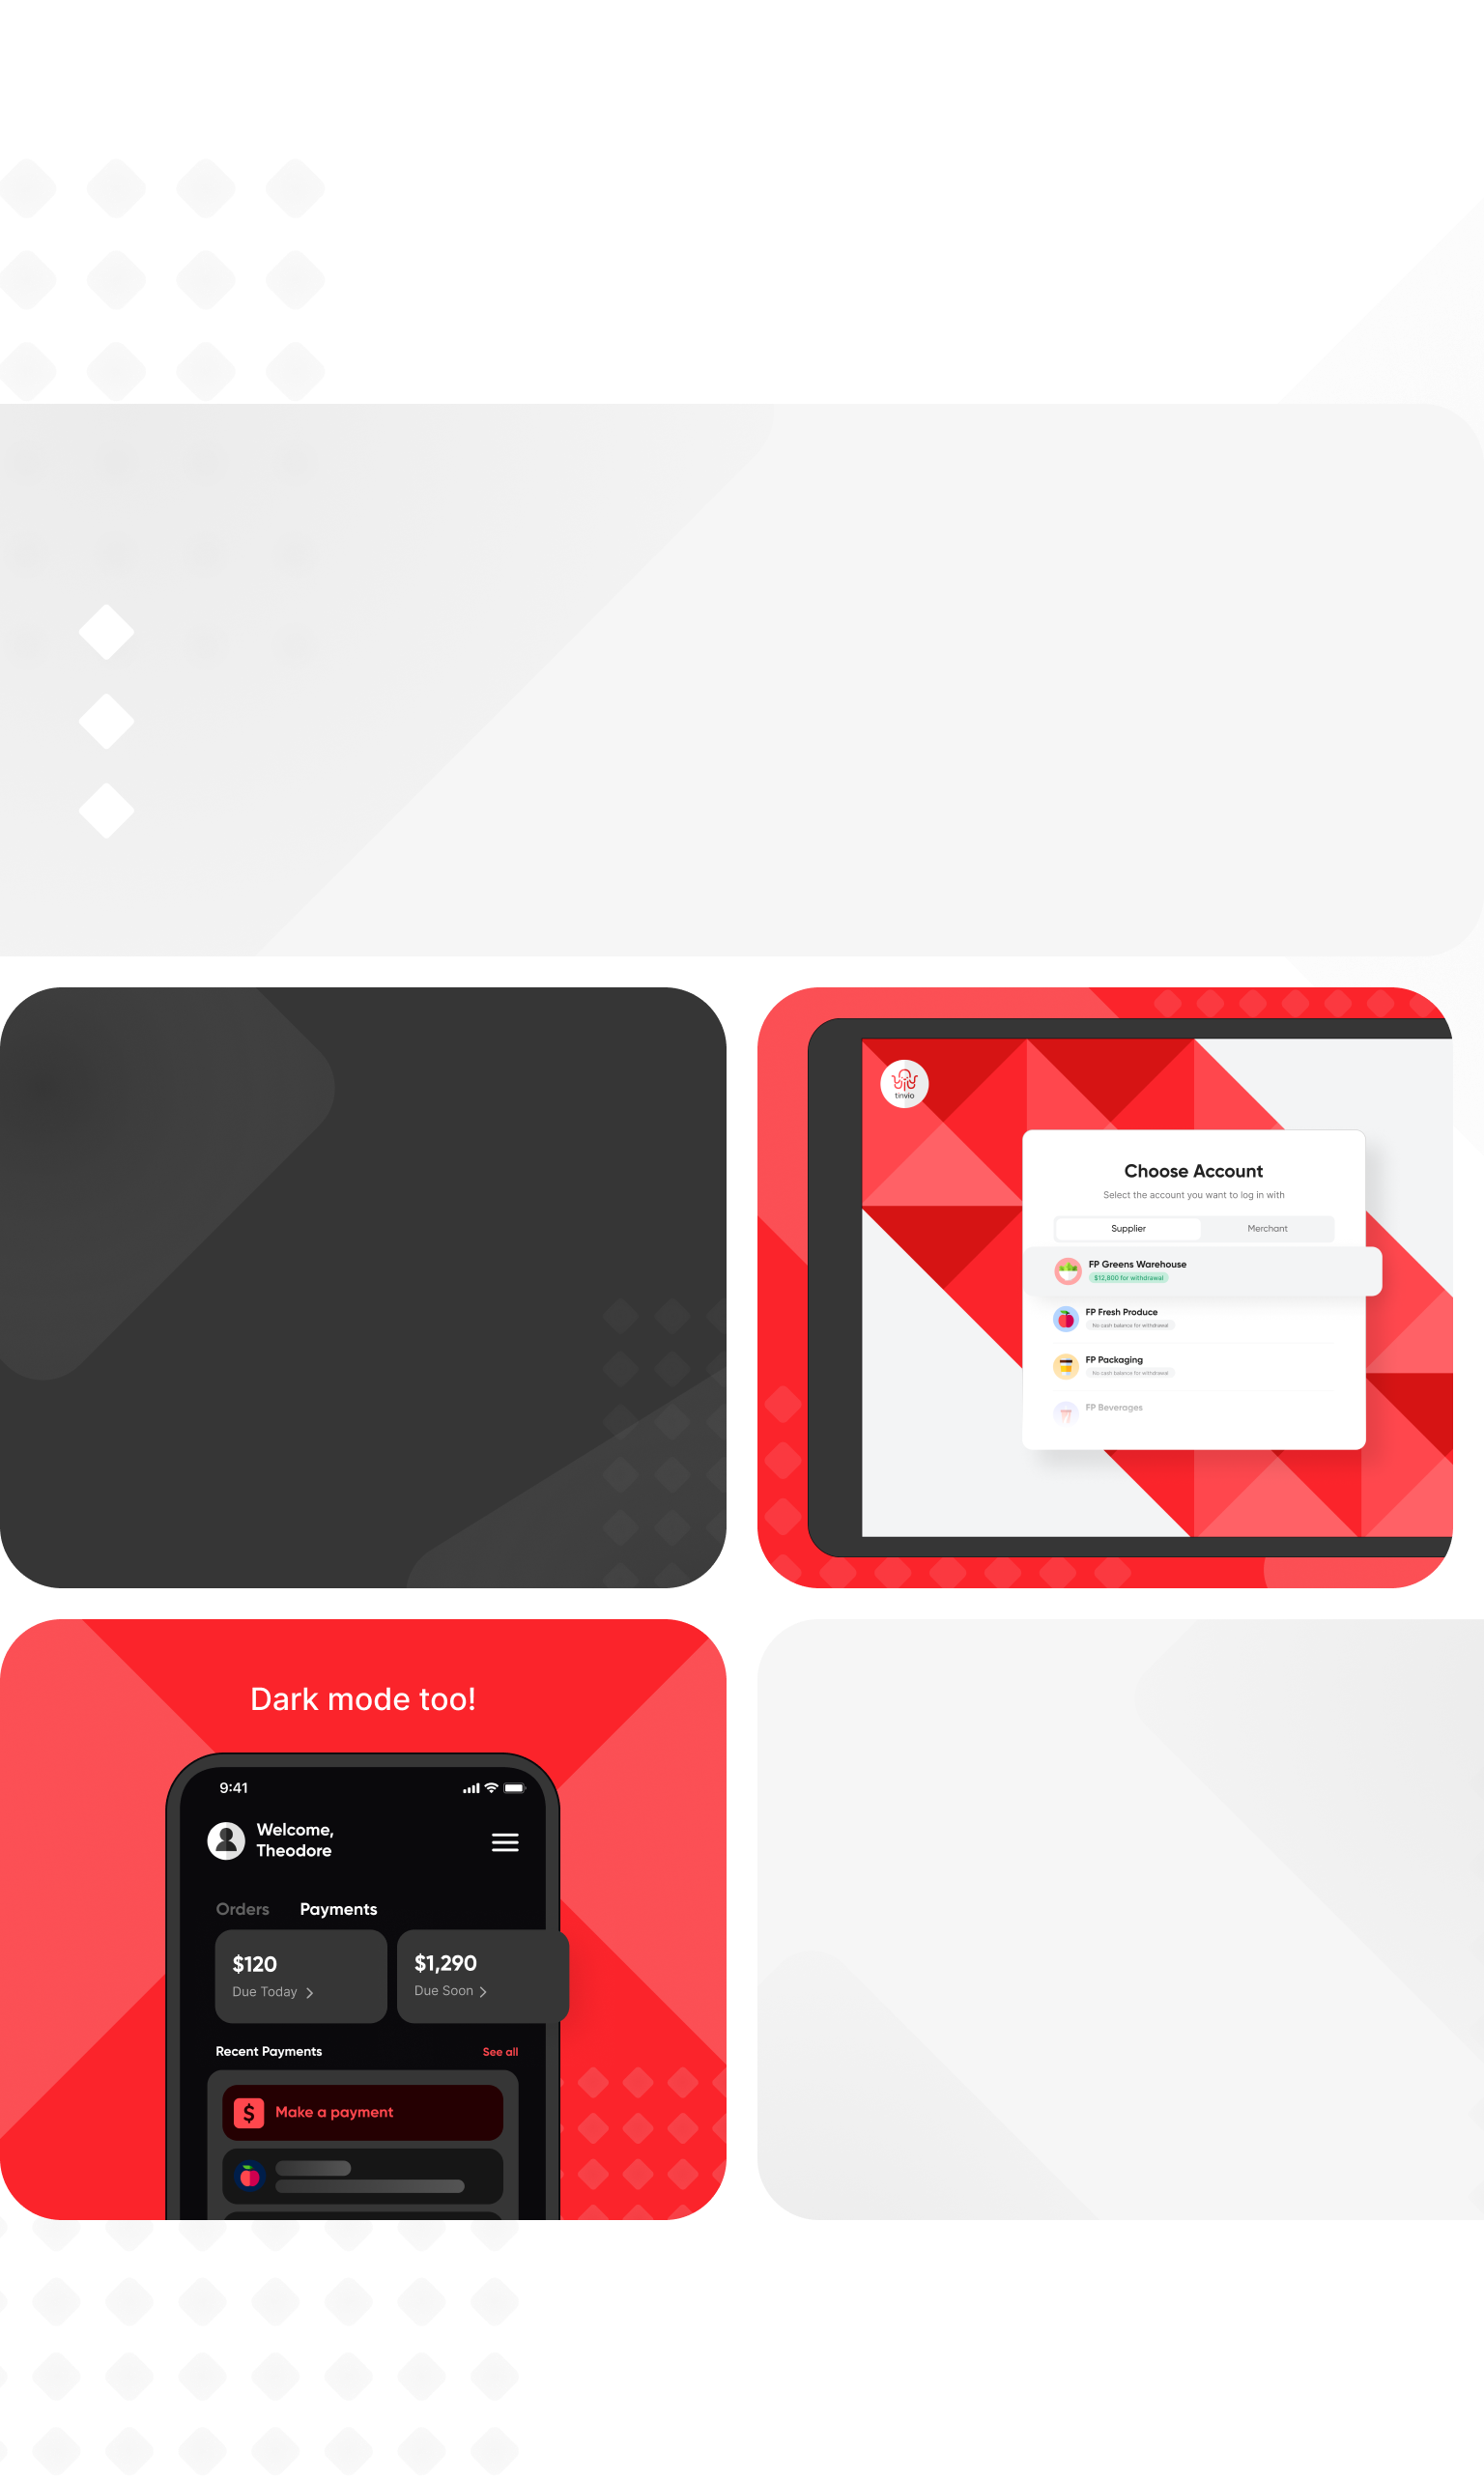 tinvio
Choose Account
Select the account you want to log in with
Supplier
Merchant
FP Greens Warehouse
$12,800 for withdrawal
FP Fresh Produce
No cash balance for withdrawal
FP Packaging
No cash balance for withdrawal
FP Beverages
Dark mode too!
9:41
Welcome,
Theodore
Orders
Payments
$120
Due Today
$1,290
Due Soon
Recent Payments
See all
$
Make a payment